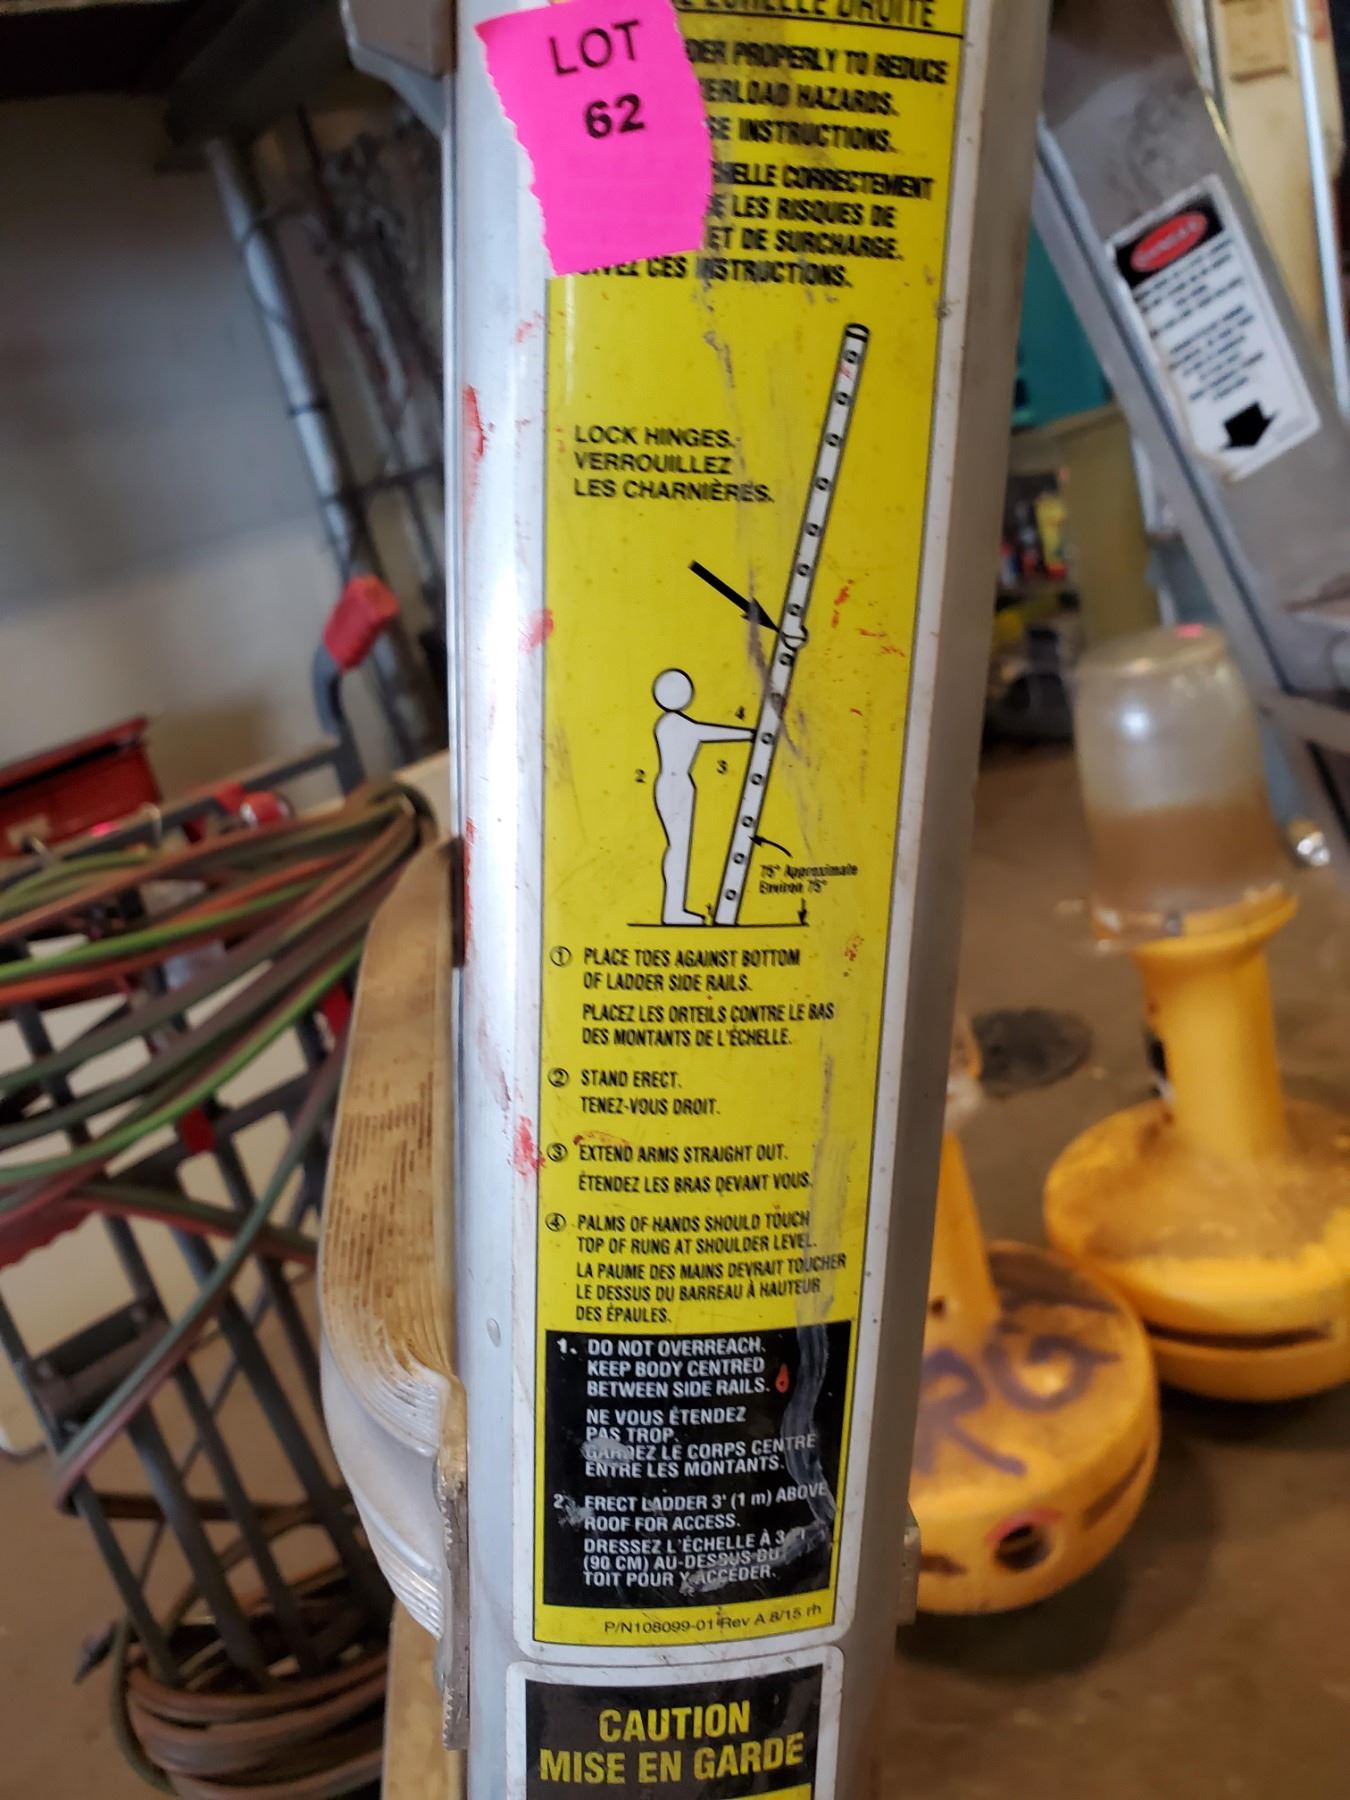 ÉCHELLE DROITE
LOT
62
PROPERLY TO REDUCE
HAZARDS.
INSTRUCTIONS.
CORRECTEMENT
LES RISQUES DE
ET DE SURCHARGE.
CES INSTRUCTIONS.
LOCK HINGES.
VERROUILLEZ
LES CHARNIÈRES.
4
2
3
75° Approximate
Environ 75°
1
① PLACE TOES AGAINST BOTTOM
OF LADDER SIDE RAILS.
PLACEZ LES ORTEILS CONTRE LE BAS
DES MONTANTS DE L'ÉCHELLE.
② STAND ERECT.
TENEZ-VOUS DROIT.
③ EXTEND ARMS STRAIGHT OUT.
ÉTENDEZ LES BRAS DEVANT VOUS.
④ PALMS OF HANDS SHOULD TOUCH
TOP OF RUNG AT SHOULDER LEVEL.
LA PAUME DES MAINS DEVRAIT TOUCHER
LE DESSUS DU BARREAU À HAUTEUR
DES ÉPAULES.
1. DO NOT OVERREACH.
KEEP BODY CENTRED
BETWEEN SIDE RAILS.
NE VOUS ÉTENDEZ
PAS TROP.
GARDEZ LE CORPS CENTRE
ENTRE LES MONTANTS.
2. ERECT LADDER 3' (1 m) ABOVE
ROOF FOR ACCESS.
DRESSEZ L'ÉCHELLE À 3
(90 CM) AU-DESSUS DU
TOIT POUR Y ACCÉDER.
P/N108099-01 Rev A 8/15 rh
CAUTION
MISE EN GARDE
DANGER